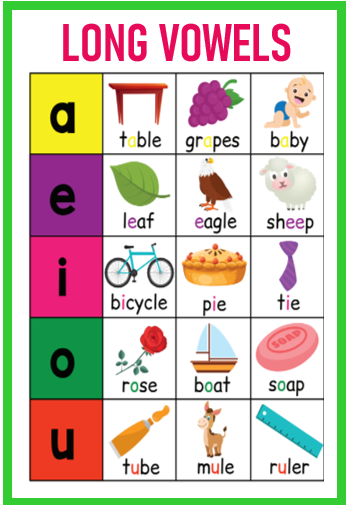 LONG VOWELS
a
table grapes baby
e
leaf eagle sheep
i
bicycle pie tie
o
rose boat soap
SOAP
u
tube mule ruler